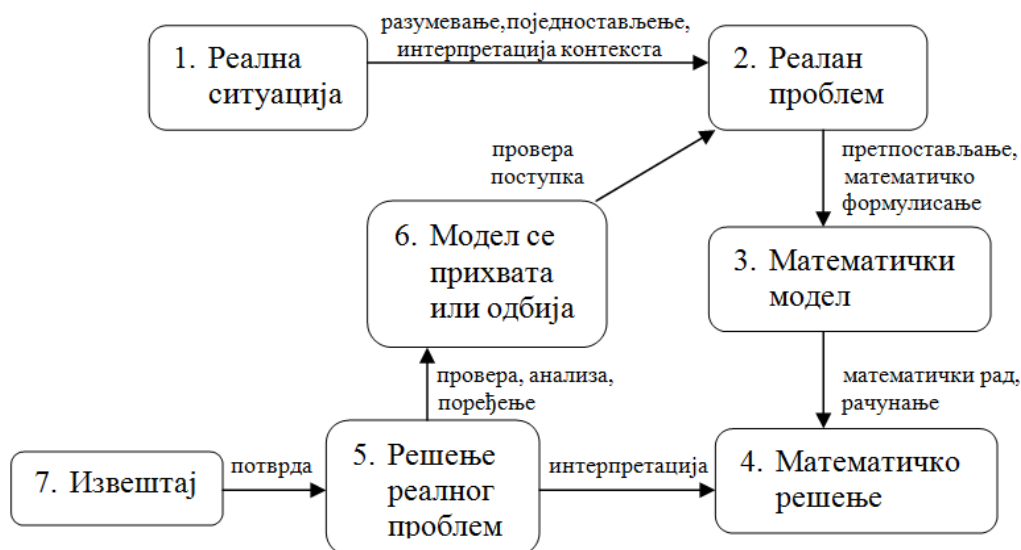 разумевање,поједностављење,
интерпретација контекста
1. Реална
ситуација
2. Реалан
проблем
провера
поступка
претпостављање,
математичко
формулисање
6. Модел се
прихвата
или одбија
3. Математички
модел
провера, анализа,
поређење
математички рад,
рачунање
7. Извештај
потврда
5. Решење
реалног
проблем
интерпретација
4. Математичко
решење